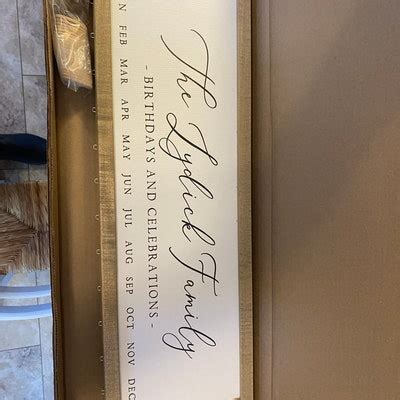 The Lydick Family
- BIRTHDAYS AND CELEBRATIONS -
N FEB MAR APR MAY JUN JUL AUG SEP OCT NOV DEC